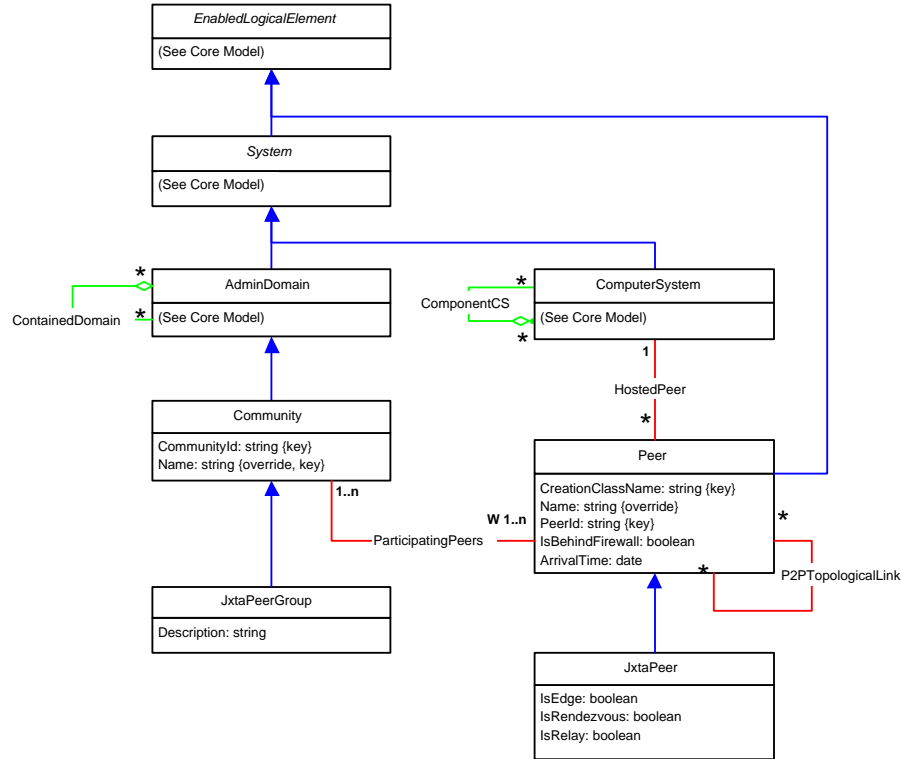 EnabledLogicalElement
(See Core Model)
System
(See Core Model)
*
AdminDomain
(See Core Model)
*
ContainedDomain
*
ComputerSystem
(See Core Model)
ComponentCS
*
1
HostedPeer
*
Community
CommunityId: string {key}
Name: string {override, key}
1..n
ParticipatingPeers
W 1..n
Peer
CreationClassName: string {key}
Name: string {override}
PeerId: string {key}
IsBehindFirewall: boolean
ArrivalTime: date
*
*
P2PTopologicalLink
JxtaPeerGroup
Description: string
JxtaPeer
IsEdge: boolean
IsRendezvous: boolean
IsRelay: boolean